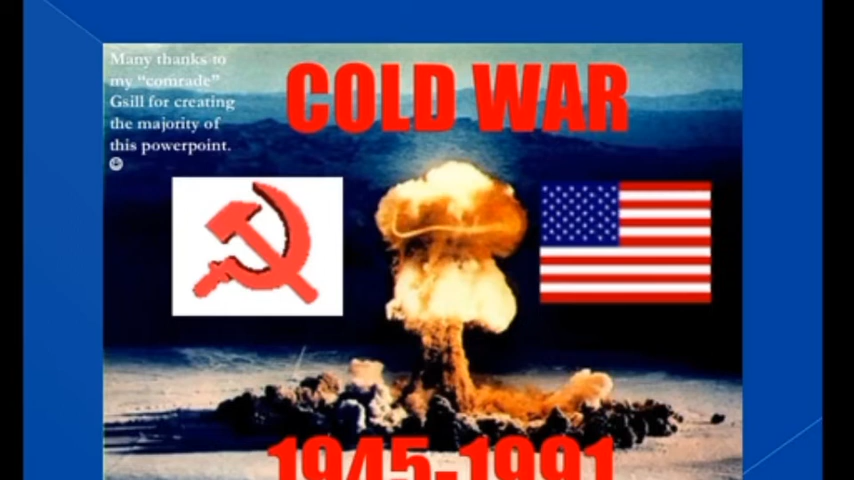 Many thanks to
my “comrade”
Gsill for creating
the majority of
this powerpoint.
☺
COLD WAR
1945-1991